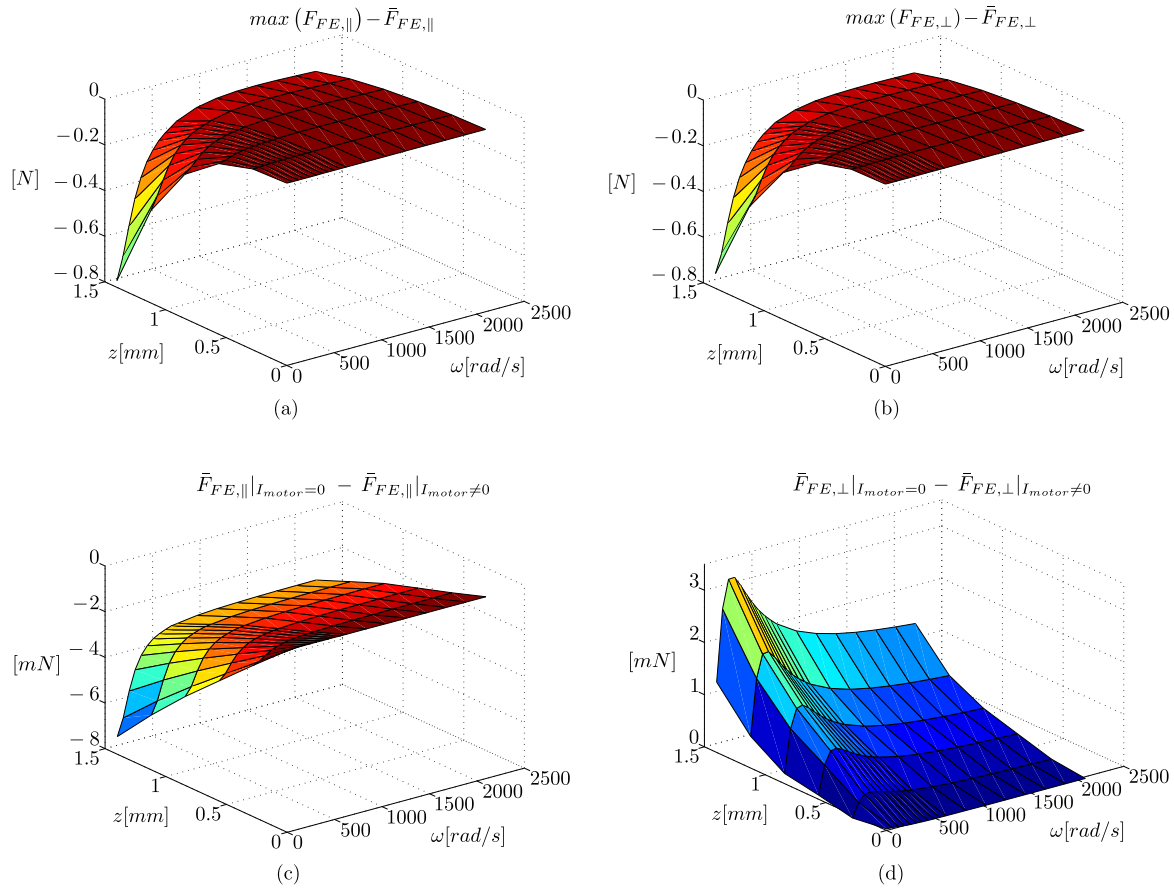 max (F_{FE,∥}) − F̄_{FE,∥}
0
−0.2
−0.4
−0.6
−0.8
[N]
1.5
1
0.5
0
z[mm]
0
500
1000
1500
2000
2500
ω[rad/s]
(a)
max (F_{FE,⊥}) − F̄_{FE,⊥}
0
−0.2
−0.4
−0.6
−0.8
[N]
1.5
1
0.5
0
z[mm]
0
500
1000
1500
2000
2500
ω[rad/s]
(b)
F̄_{FE,∥}|_{I_{motor}=0} − F̄_{FE,∥}|_{I_{motor}≠0}
0
−2
−4
−6
−8
[mN]
1.5
1
0.5
0
z[mm]
0
500
1000
1500
2000
2500
ω[rad/s]
(c)
F̄_{FE,⊥}|_{I_{motor}=0} − F̄_{FE,⊥}|_{I_{motor}≠0}
3
2
1
0
[mN]
1.5
1
0.5
0
z[mm]
0
500
1000
1500
2000
2500
ω[rad/s]
(d)